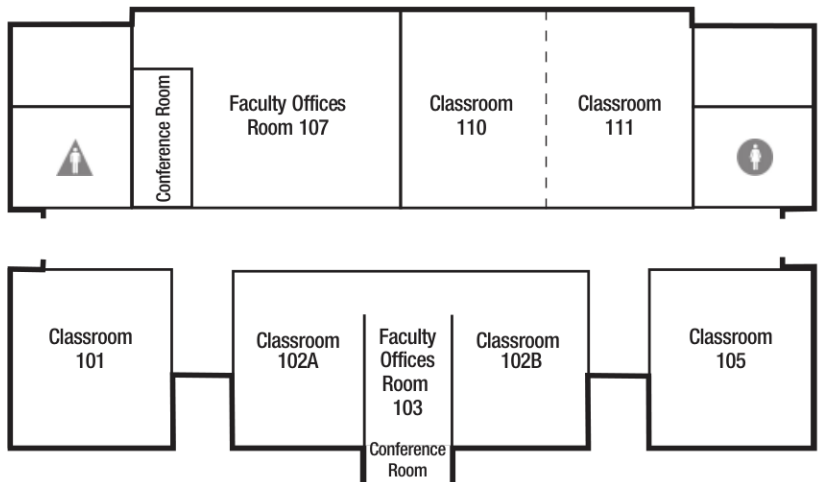 Conference Room
Faculty Offices
Room 107
Classroom
110
Classroom
111
Classroom
101
Classroom
102A
Faculty
Offices
Room
103
Conference
Room
Classroom
102B
Classroom
105